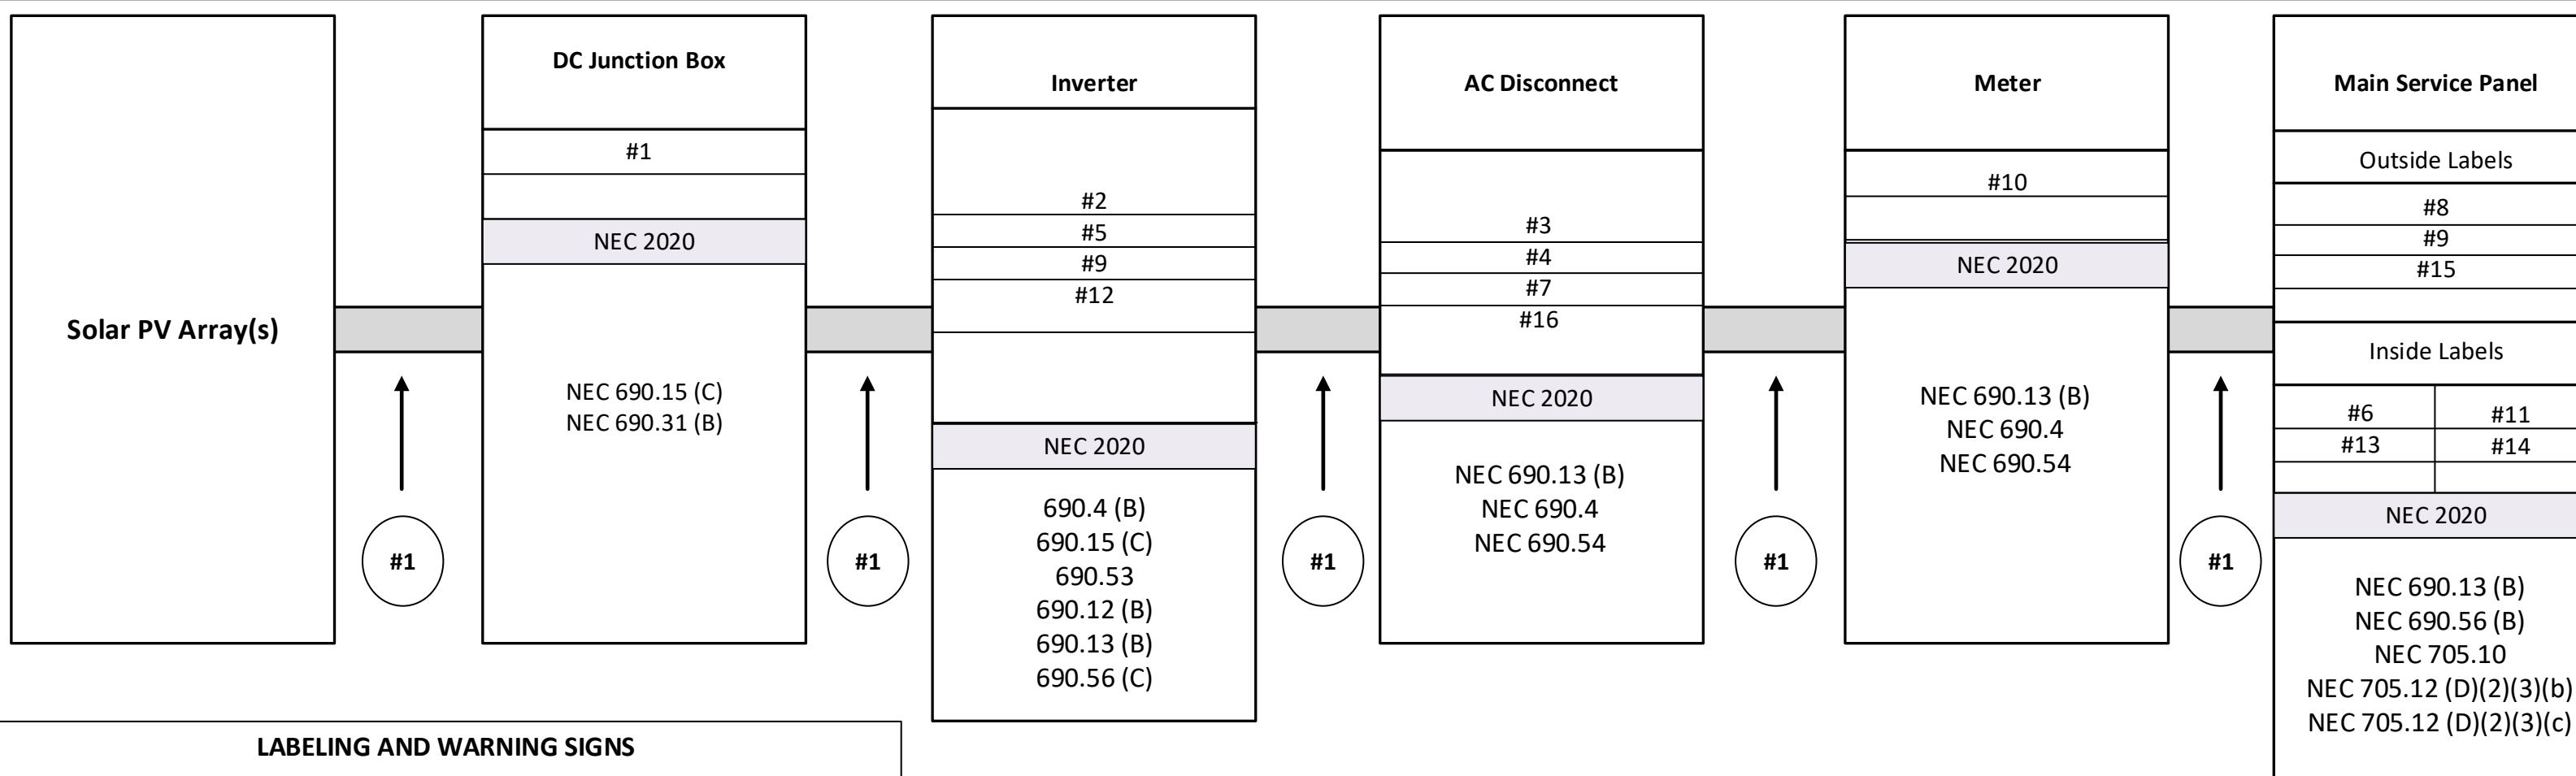 Solar PV Array(s)
#1
DC Junction Box
#1
NEC 2020
NEC 690.15 (C)
NEC 690.31 (B)
#1
Inverter
#2
#5
#9
#12
NEC 2020
690.4 (B)
690.15 (C)
690.53
690.12 (B)
690.13 (B)
690.56 (C)
#1
AC Disconnect
#3
#4
#7
#16
NEC 2020
NEC 690.13 (B)
NEC 690.4
NEC 690.54
#1
Meter
#10
NEC 2020
NEC 690.13 (B)
NEC 690.4
NEC 690.54
#1
Main Service Panel
Outside Labels
#8
#9
#15
Inside Labels
#6 #11
#13 #14
NEC 2020
NEC 690.13 (B)
NEC 690.56 (B)
NEC 705.10
NEC 705.12 (D)(2)(3)(b)
NEC 705.12 (D)(2)(3)(c)
LABELING AND WARNING SIGNS